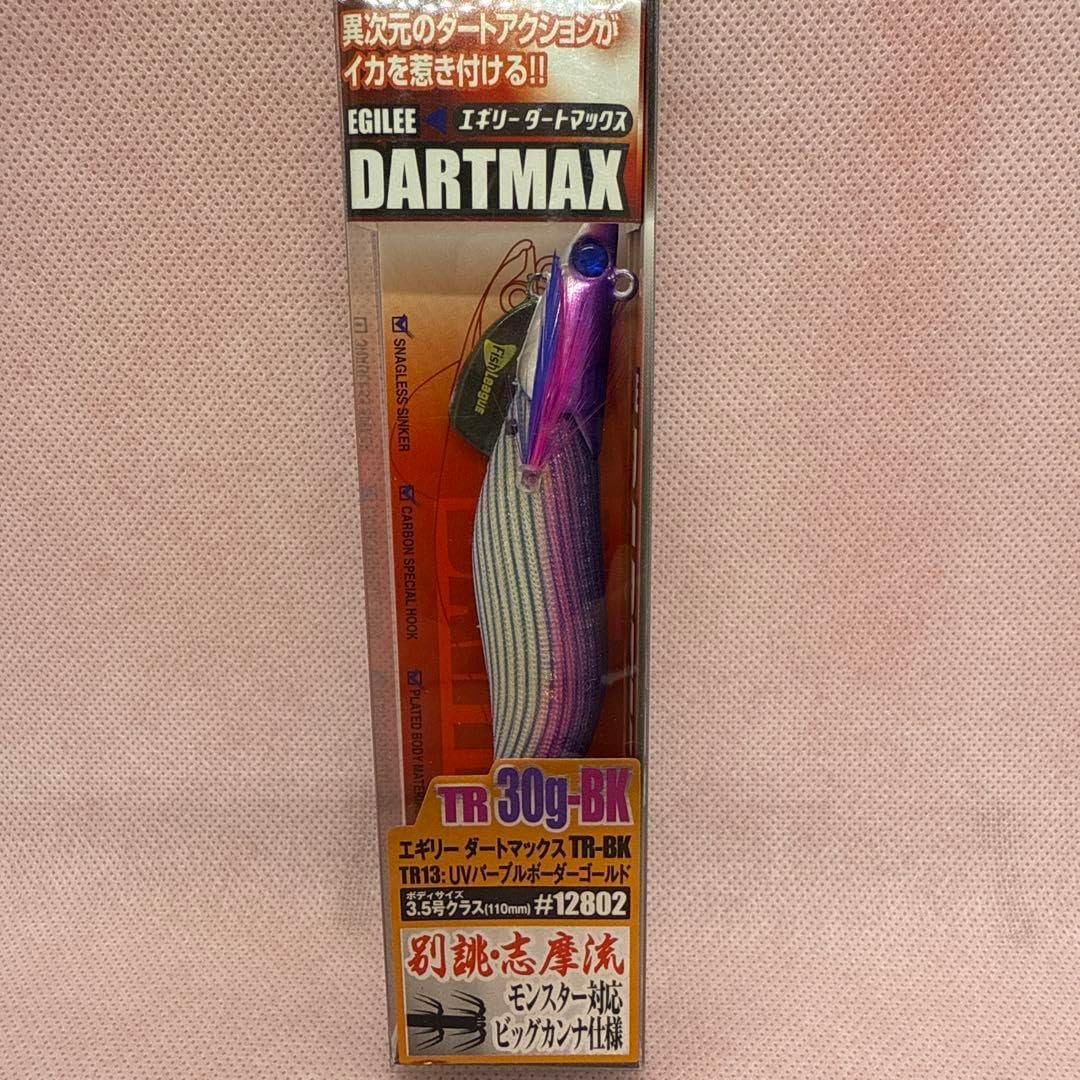 異次元のダートアクションが
イカを惹き付ける!!
EGILEE エギリー ダートマックス
DARTMAX
Fish League
SNAGLESS SINKER
CARBON SPECIAL HOOK
PLATED BODY MATER
TR 30g-BK
エギリー ダートマックス TR-BK
TR13: UVパープルボーダーゴールド
ボディサイズ
3.5号クラス(110mm) #12802
別誂・志摩流
モンスター対応
ビッグカンナ仕様